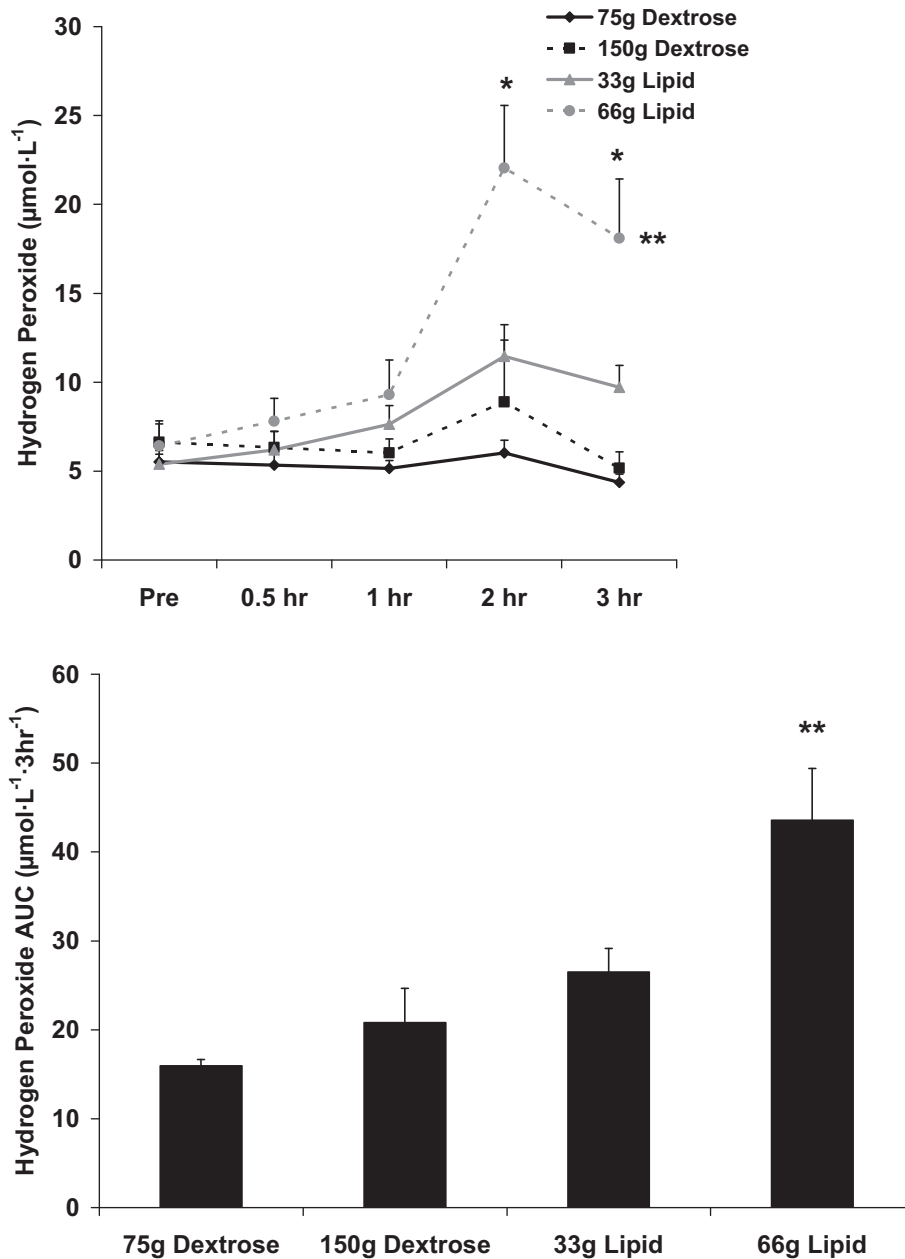 75g Dextrose
150g Dextrose
33g Lipid
66g Lipid
Hydrogen Peroxide (µmol·L⁻¹)
30
25
20
15
10
5
0
*
*
**
Pre 0.5 hr 1 hr 2 hr 3 hr
Hydrogen Peroxide AUC (µmol·L⁻¹·3hr⁻¹)
60
50
40
30
20
10
0
**
75g Dextrose 150g Dextrose 33g Lipid 66g Lipid